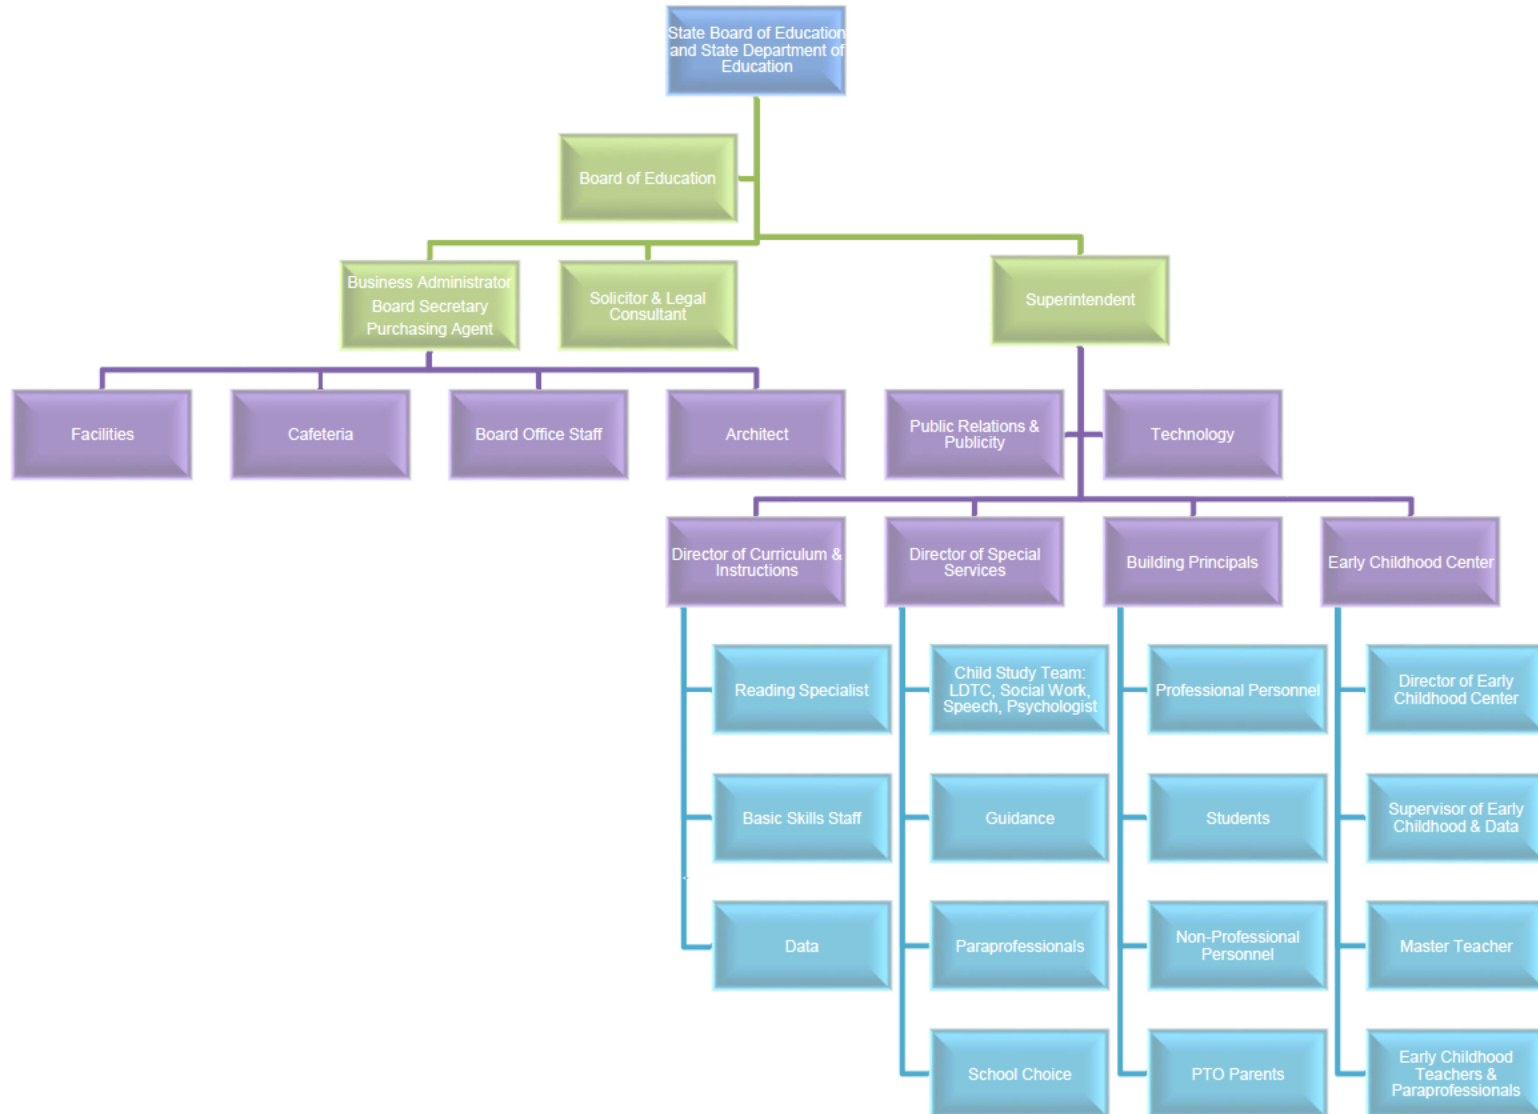 State Board of Education
and State Department of
Education
Board of Education
Business Administrator
Board Secretary
Purchasing Agent
Solicitor & Legal
Consultant
Superintendent
Facilities
Cafeteria
Board Office Staff
Architect
Public Relations &
Publicity
Technology
Director of Curriculum &
Instructions
Director of Special
Services
Building Principals
Early Childhood Center
Reading Specialist
Child Study Team:
LDTC, Social Work,
Speech, Psychologist
Professional Personnel
Director of Early
Childhood Center
Basic Skills Staff
Guidance
Students
Supervisor of Early
Childhood & Data
Data
Paraprofessionals
Non-Professional
Personnel
Master Teacher
School Choice
PTO Parents
Early Childhood
Teachers &
Paraprofessionals